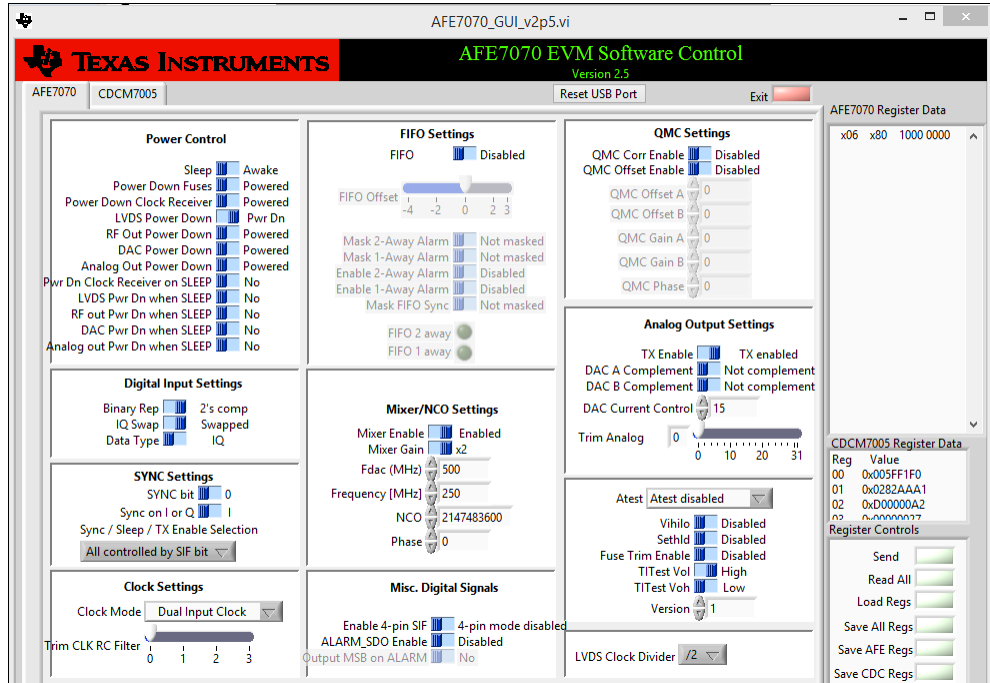 AFE7070_GUI_v2p5.vi
TEXAS INSTRUMENTS
AFE7070 EVM Software Control
Version 2.5
AFE7070
CDCM7005
Reset USB Port
Exit
Power Control
Sleep Awake
Power Down Fuses Powered
Power Down Clock Receiver Powered
LVDS Power Down Pwr Dn
RF Out Power Down Powered
DAC Power Down Powered
Analog Out Power Down Powered
Pwr Dn Clock Receiver on SLEEP No
LVDS Pwr Dn when SLEEP No
RF out Pwr Dn when SLEEP No
DAC Pwr Dn when SLEEP No
Analog out Pwr Dn when SLEEP No
Digital Input Settings
Binary Rep 2's comp
IQ Swap Swapped
Data Type IQ
SYNC Settings
SYNC bit 0
Sync on I or Q I
Sync / Sleep / TX Enable Selection
All controlled by SIF bit
Clock Settings
Clock Mode Dual Input Clock
Trim CLK RC Filter
0 1 2 3
FIFO Settings
FIFO Disabled
FIFO Offset
-4 -2 0 2 3
Mask 2-Away Alarm Not masked
Mask 1-Away Alarm Not masked
Enable 2-Away Alarm Disabled
Enable 1-Away Alarm Disabled
Mask FIFO Sync Not masked
FIFO 2 away
FIFO 1 away
Mixer/NCO Settings
Mixer Enable Enabled
Mixer Gain x2
Fdac (MHz) 500
Frequency [MHz] 250
NCO 2147483600
Phase 0
Misc. Digital Signals
Enable 4-pin SIF 4-pin mode disabled
ALARM_SDO Enable Disabled
Output MSB on ALARM No
QMC Settings
QMC Corr Enable Disabled
QMC Offset Enable Disabled
QMC Offset A 0
QMC Offset B 0
QMC Gain A 0
QMC Gain B 0
QMC Phase 0
Analog Output Settings
TX Enable TX enabled
DAC A Complement Not complement
DAC B Complement Not complement
DAC Current Control 15
Trim Analog 0
0 10 20 31
Atest Atest disabled
Vihilo Disabled
Sethld Disabled
Fuse Trim Enable Disabled
TITest Vol High
TITest Voh Low
Version 1
LVDS Clock Divider /2
AFE7070 Register Data
x06 x80 1000 0000
CDCM7005 Register Data
Reg Value
00 0x005FF1F0
01 0x0282AAA1
02 0xD00000A2
03 0x00000037
Register Controls
Send
Read All
Load Regs
Save All Regs
Save AFE Regs
Save CDC Regs